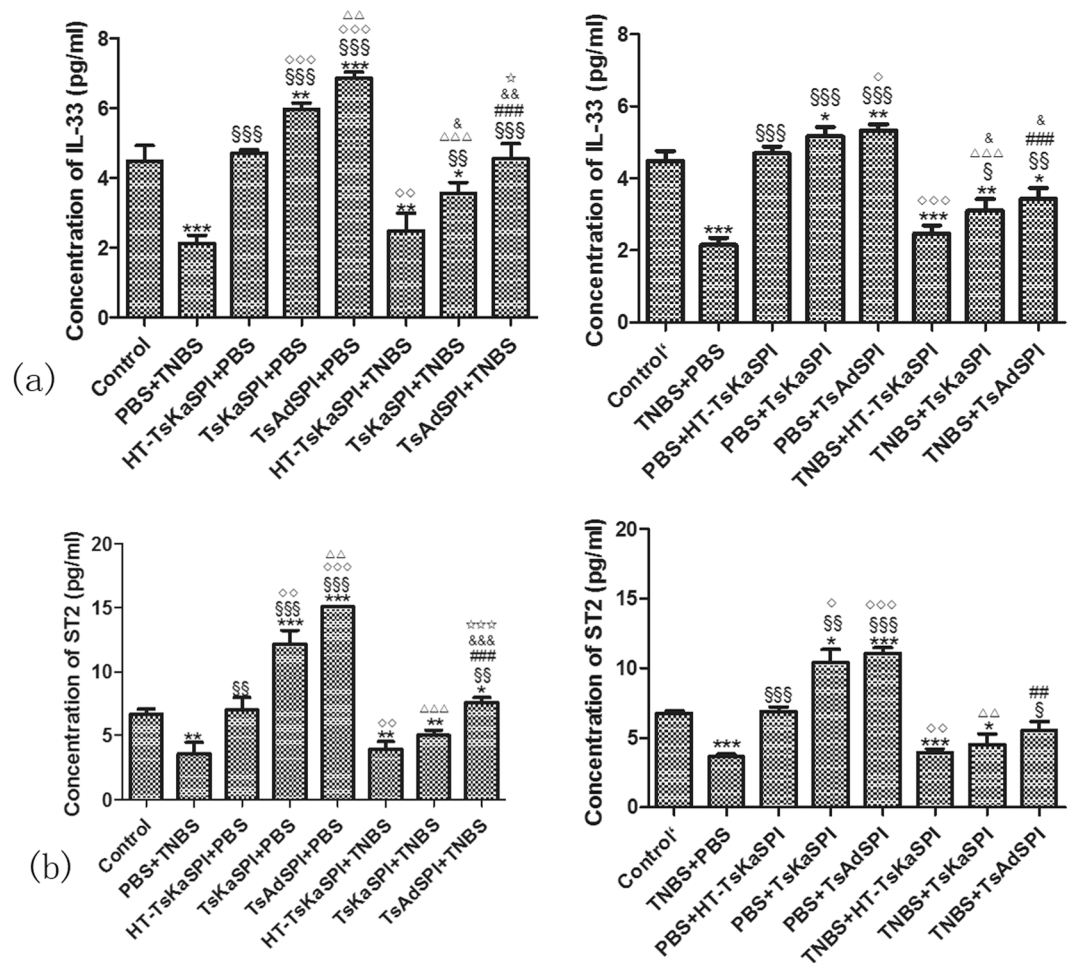 (a)
Concentration of IL-33 (pg/ml)
8
6
4
2
0
***
§§§
◇◇◇
§§§
**
△△
◇◇◇
§§§
***
◇◇
**
&
△△△
§§
*
☆
&&
###
§§§
Control
PBS+TNBS
HT-TsKaSPI+PBS
TsKaSPI+PBS
TsAdSPI+PBS
HT-TsKaSPI+TNBS
TsKaSPI+TNBS
TsAdSPI+TNBS
Concentration of IL-33 (pg/ml)
8
6
4
2
0
***
§§§
§§§
*
◇
§§§
**
◇◇◇
***
&
△△△
§
**
&
###
§§
*
Control‘
TNBS+PBS
PBS+HT-TsKaSPI
PBS+TsKaSPI
PBS+TsAdSPI
TNBS+HT-TsKaSPI
TNBS+TsKaSPI
TNBS+TsAdSPI
(b)
Concentration of ST2 (pg/ml)
20
15
10
5
0
**
§§
◇◇
§§§
***
△△
◇◇◇
§§§
***
◇◇
**
△△△
**
☆☆☆
&&&
###
§§
*
Control
PBS+TNBS
HT-TsKaSPI+PBS
TsKaSPI+PBS
TsAdSPI+PBS
HT-TsKaSPI+TNBS
TsKaSPI+TNBS
TsAdSPI+TNBS
Concentration of ST2 (pg/ml)
20
15
10
5
0
***
§§§
◇
§§
*
◇◇◇
§§§
***
◇◇
***
△△
*
##
§
Control‘
TNBS+PBS
PBS+HT-TsKaSPI
PBS+TsKaSPI
PBS+TsAdSPI
TNBS+HT-TsKaSPI
TNBS+TsKaSPI
TNBS+TsAdSPI